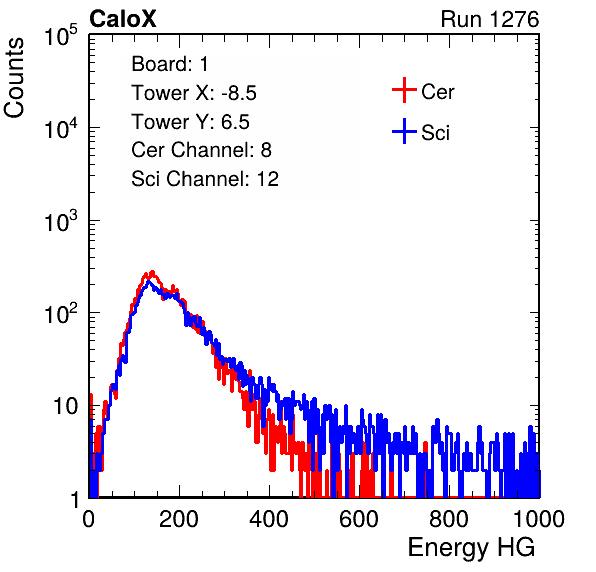 CaloX
Run 1276
Counts
10^5
10^4
10^3
10^2
10
1
Board: 1
Tower X: -8.5
Tower Y: 6.5
Cer Channel: 8
Sci Channel: 12
Cer
Sci
0 200 400 600 800 1000
Energy HG